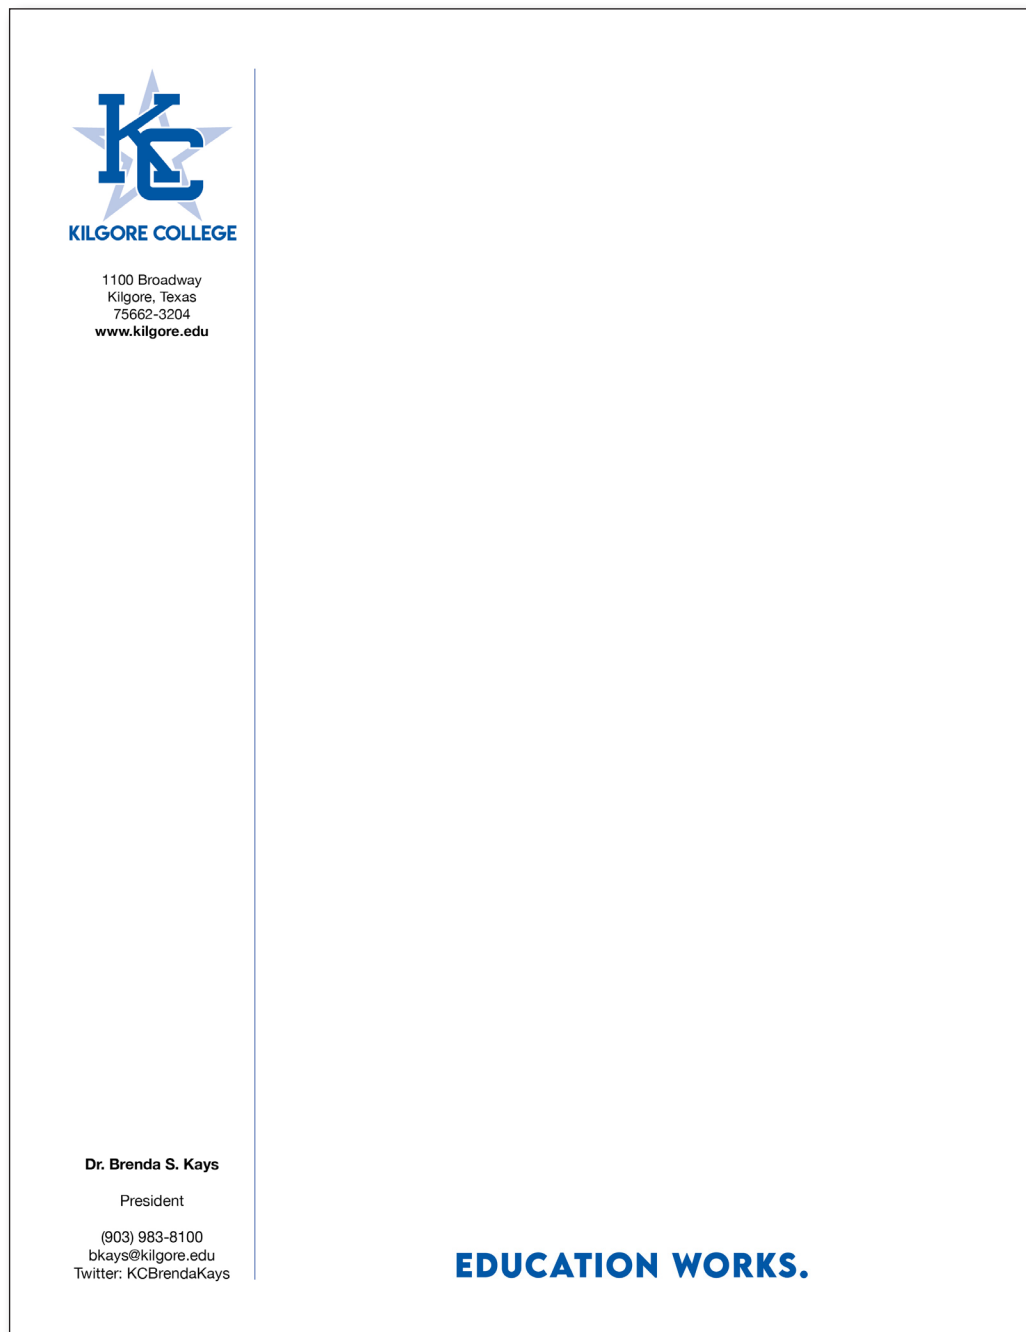 KC
KILGORE COLLEGE
1100 Broadway
Kilgore, Texas
75662-3204
www.kilgore.edu
Dr. Brenda S. Kays
President
(903) 983-8100
bkays@kilgore.edu
Twitter: KCBrendaKays
EDUCATION WORKS.